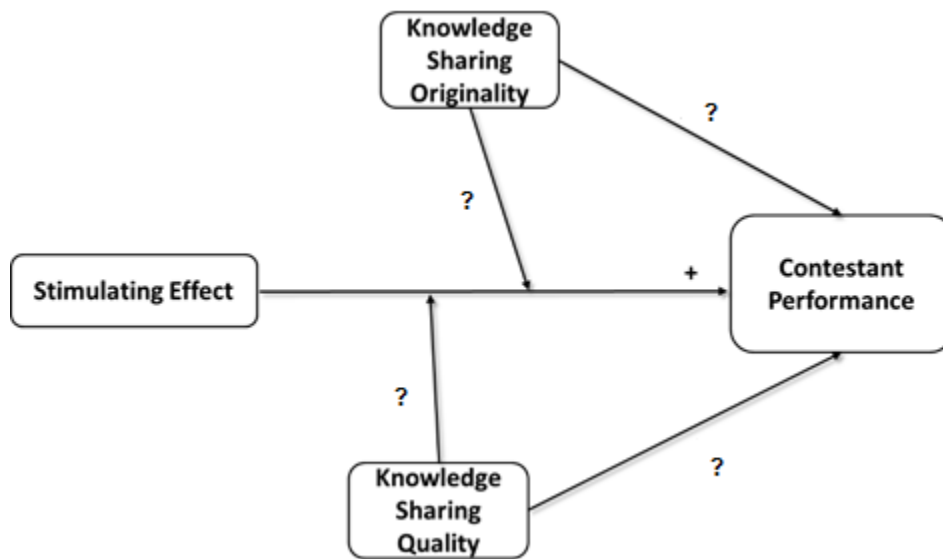 Knowledge
Sharing
Originality
?
?
Stimulating Effect
+
Contestant
Performance
?
?
Knowledge
Sharing
Quality